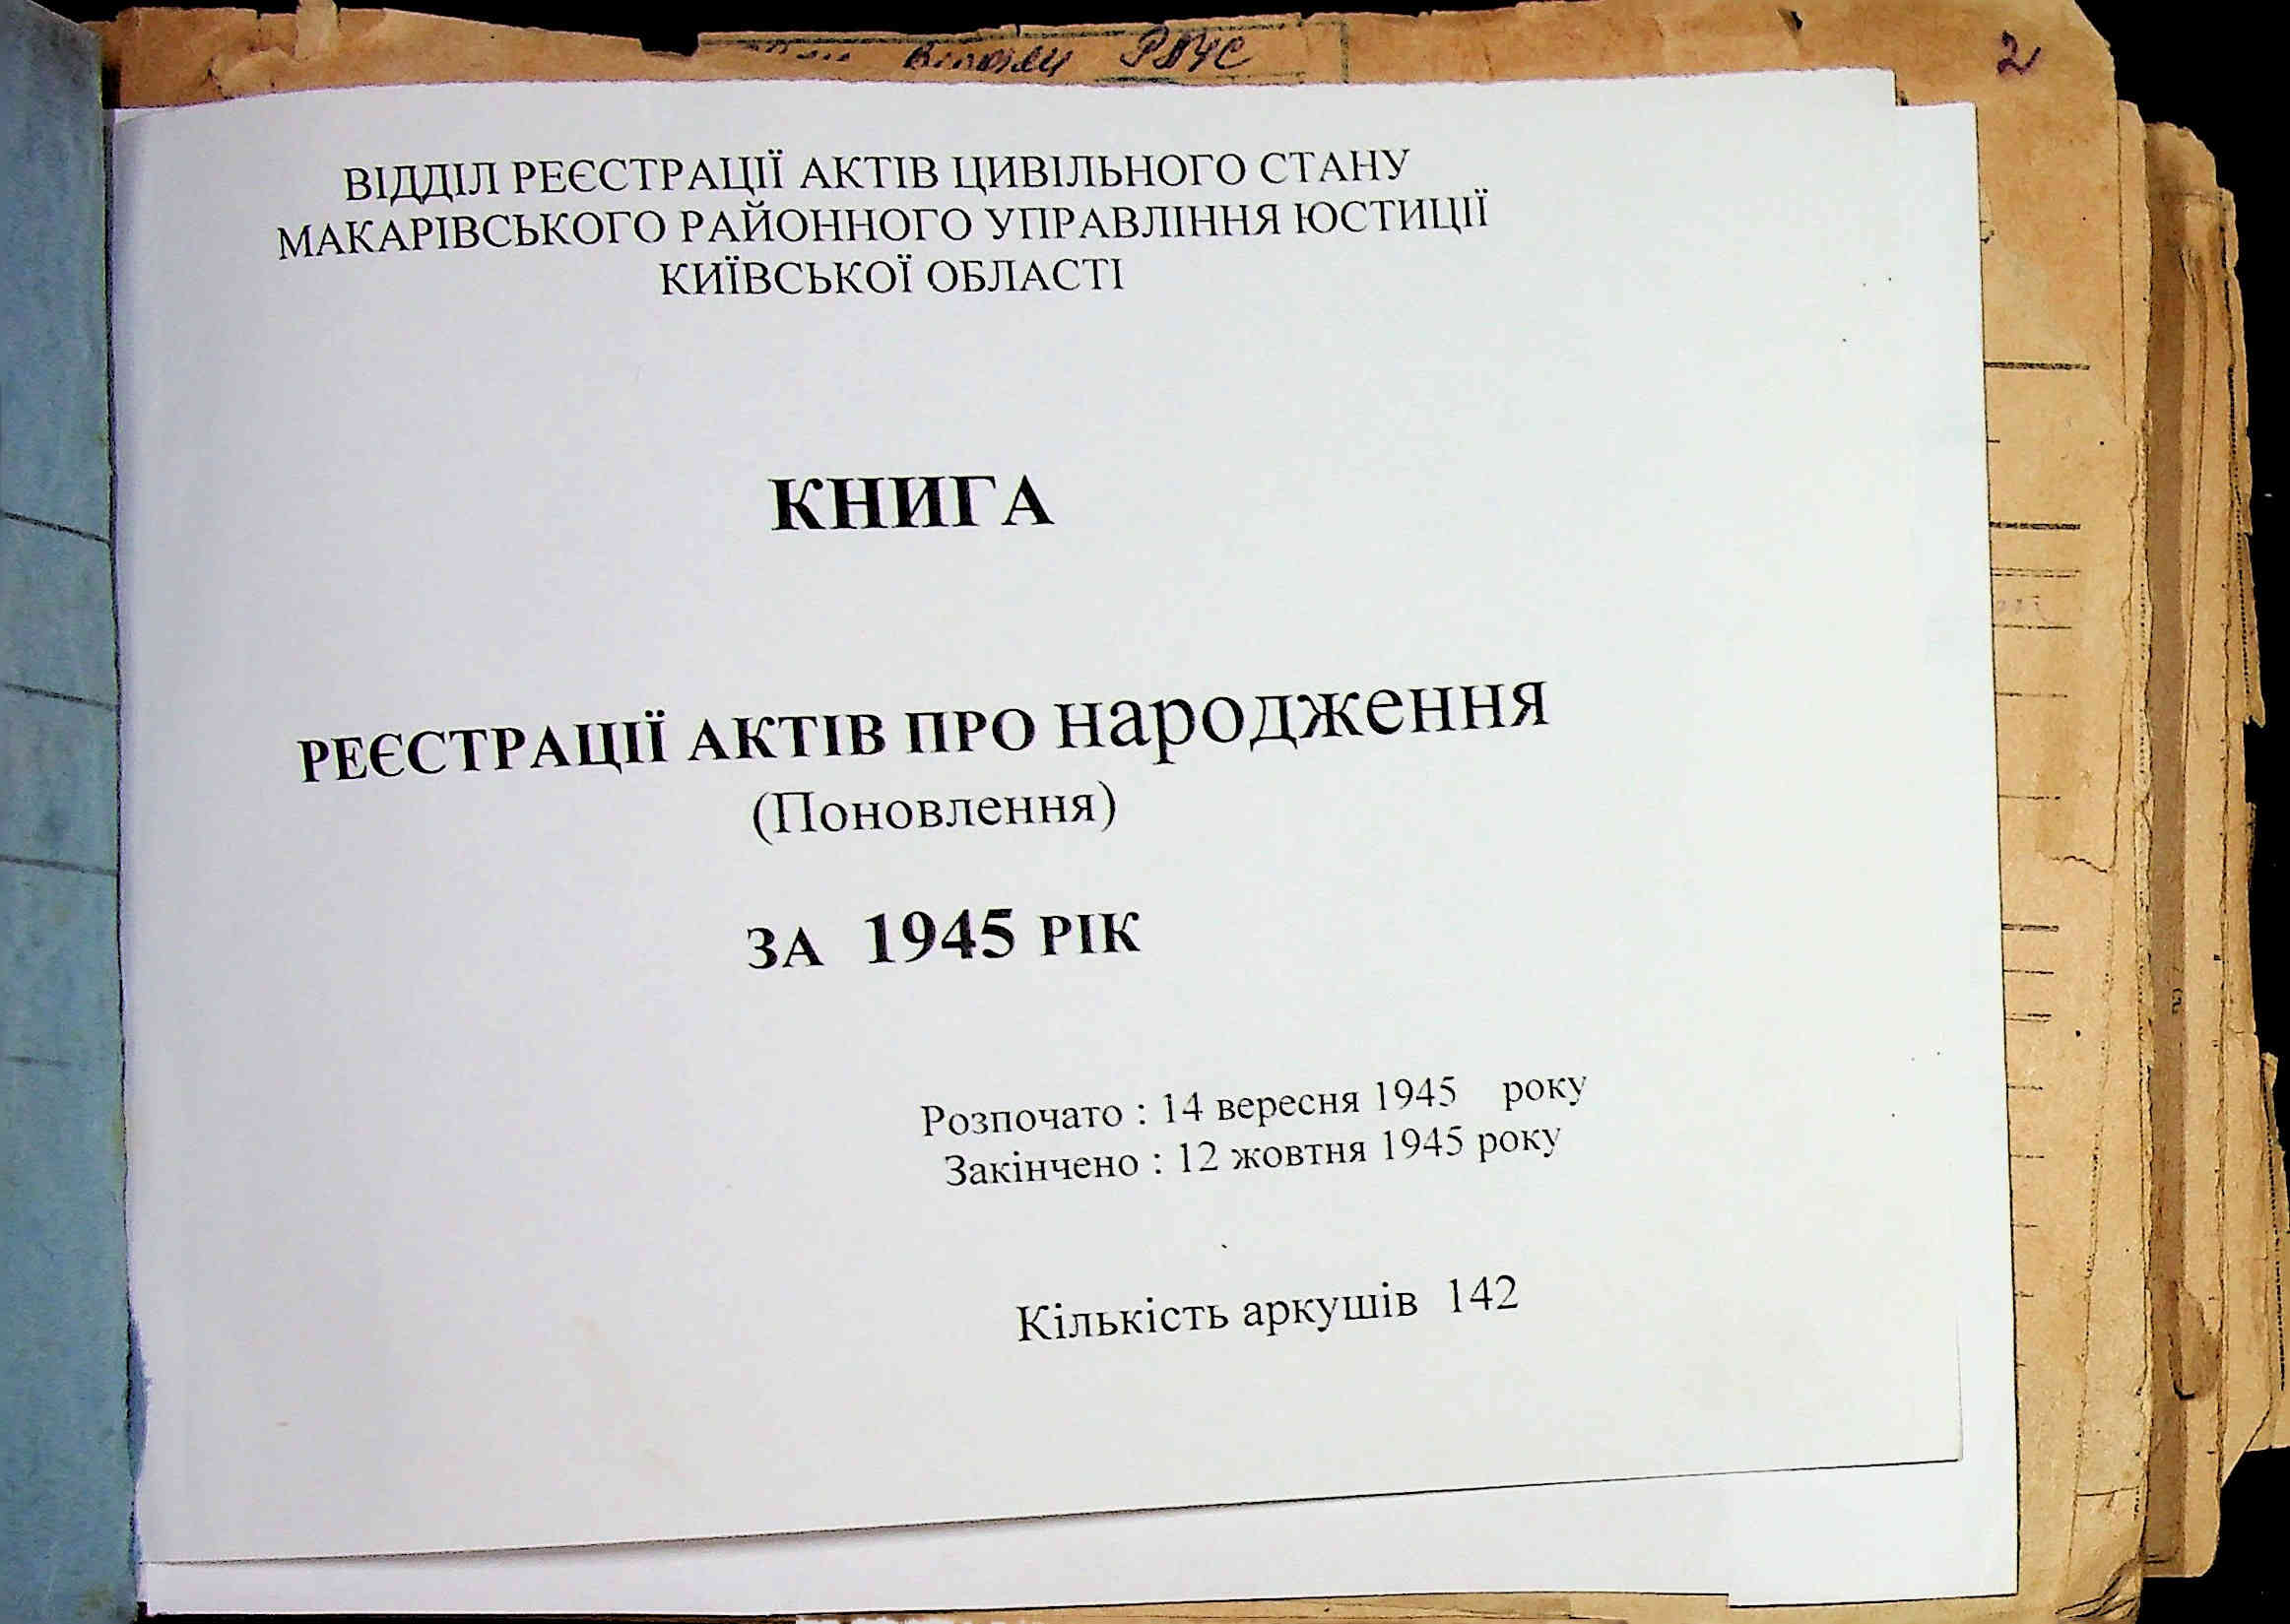 2
ВІДДІЛ РЕЄСТРАЦІЇ АКТІВ ЦИВІЛЬНОГО СТАНУ
МАКАРІВСЬКОГО РАЙОННОГО УПРАВЛІННЯ ЮСТИЦІЇ
КИЇВСЬКОЇ ОБЛАСТІ
КНИГА
РЕЄСТРАЦІЇ АКТІВ ПРО народження
(Поновлення)
ЗА 1945 РІК
Розпочато : 14 вересня 1945 року
Закінчено : 12 жовтня 1945 року
Кількість аркушів 142